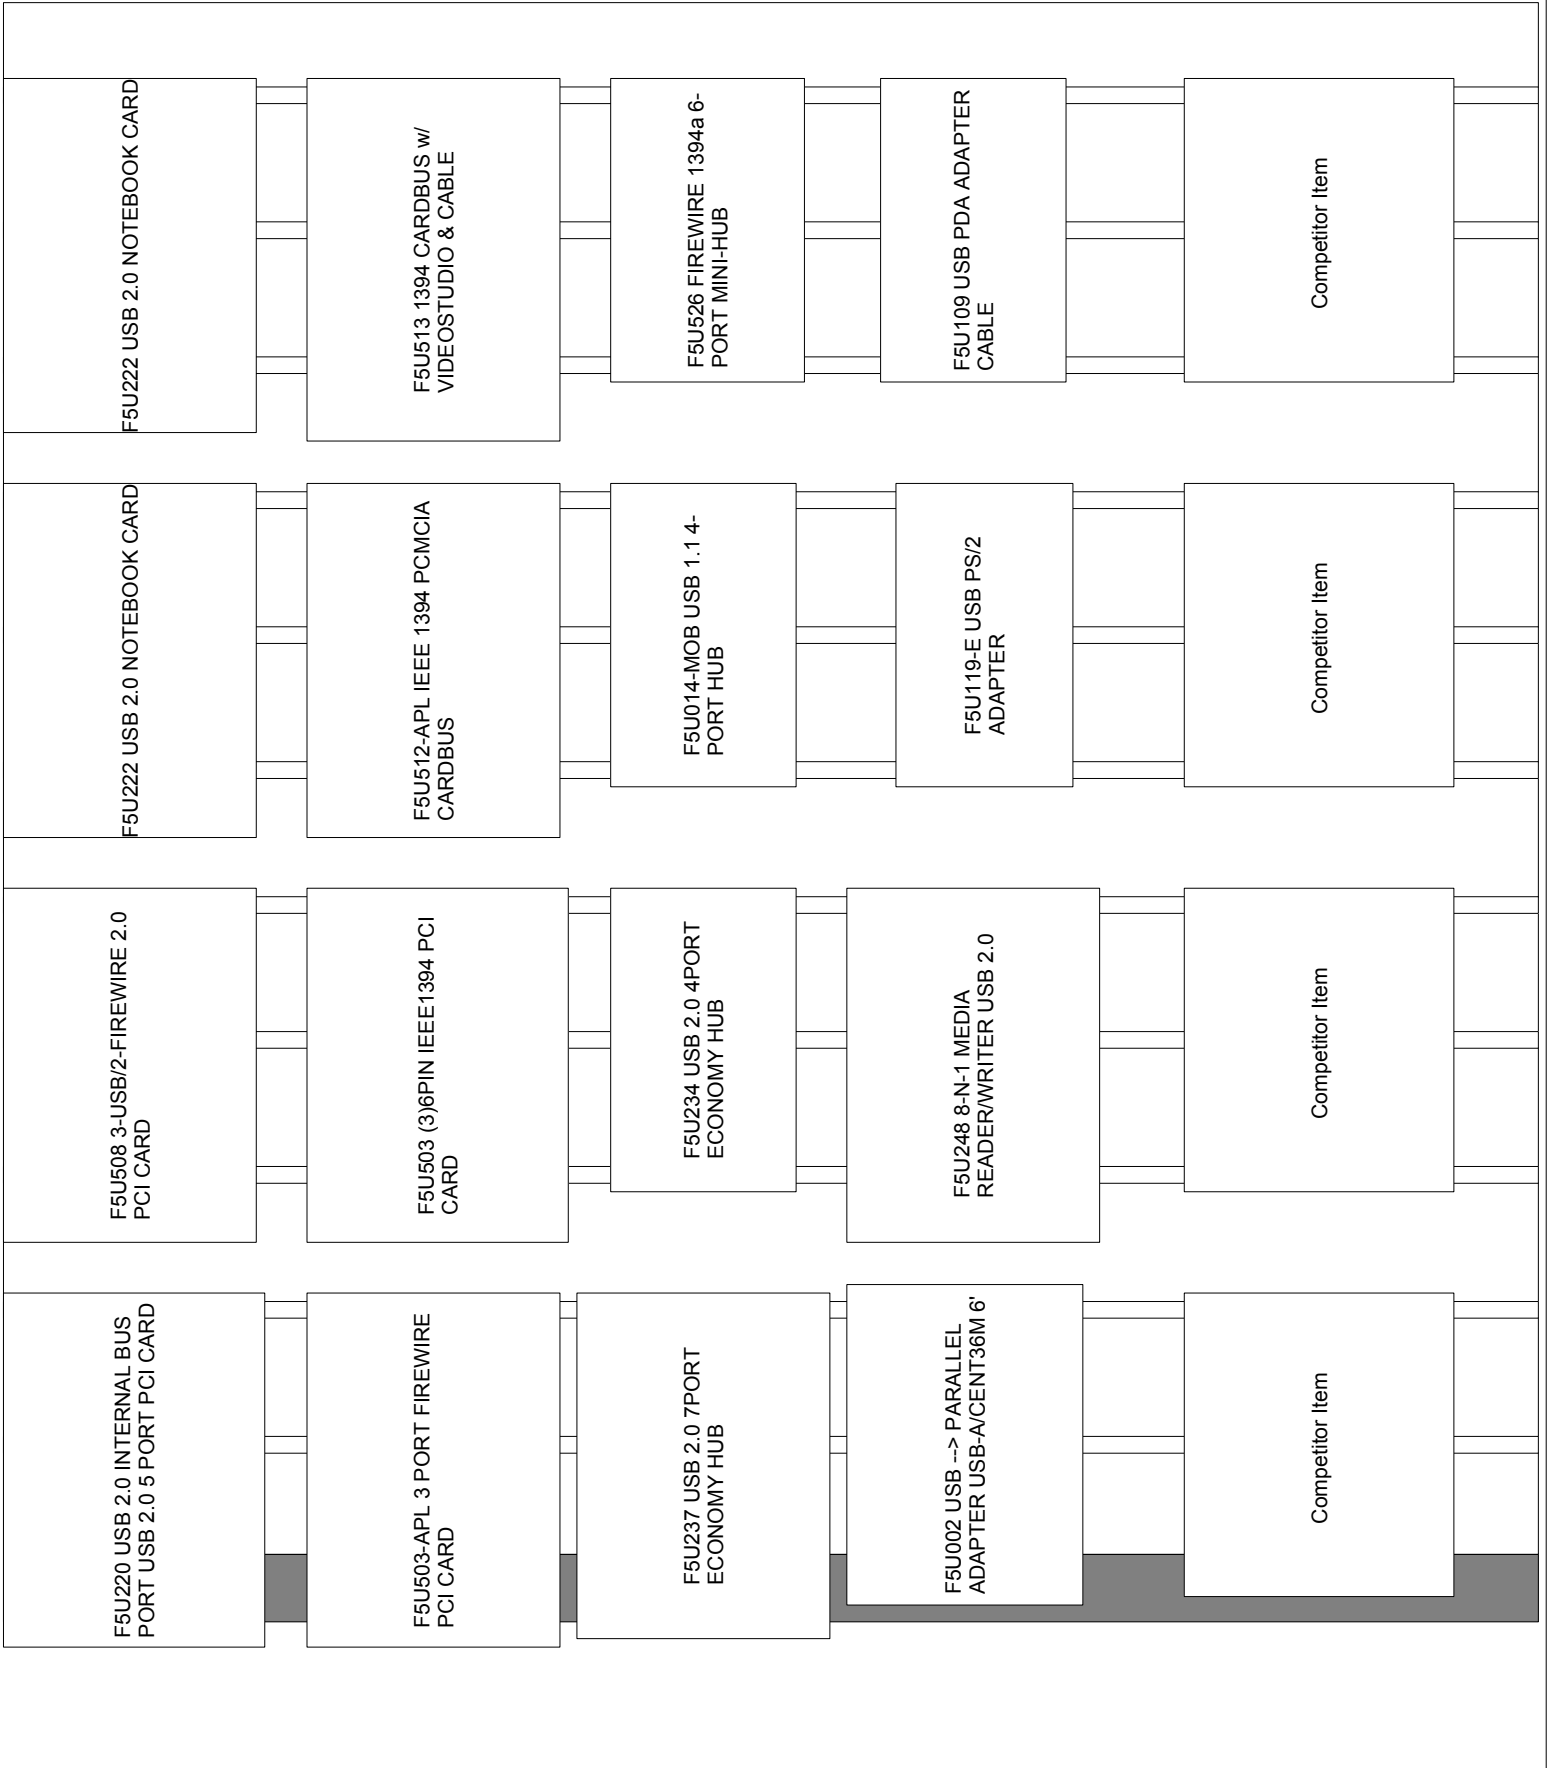 F5U222 USB 2.0 NOTEBOOK CARD
F5U513 1394 CARDBUS w/
VIDEOSTUDIO & CABLE
F5U526 FIREWIRE 1394a 6-
PORT MINI-HUB
F5U109 USB PDA ADAPTER
CABLE
Competitor Item
F5U222 USB 2.0 NOTEBOOK CARD
F5U512-APL IEEE 1394 PCMCIA
CARDBUS
F5U014-MOB USB 1.1 4-
PORT HUB
F5U119-E USB PS/2
ADAPTER
Competitor Item
F5U508 3-USB/2-FIREWIRE 2.0
PCI CARD
F5U503 (3)6PIN IEEE1394 PCI
CARD
F5U234 USB 2.0 4PORT
ECONOMY HUB
F5U248 8-N-1 MEDIA
READER/WRITER USB 2.0
Competitor Item
F5U220 USB 2.0 INTERNAL BUS
PORT USB 2.0 5 PORT PCI CARD
F5U503-APL 3 PORT FIREWIRE
PCI CARD
F5U237 USB 2.0 7PORT
ECONOMY HUB
F5U002 USB --> PARALLEL
ADAPTER USB-A/CENT36M 6'
Competitor Item